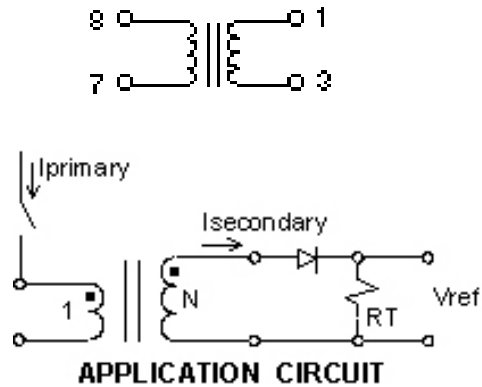 8 1
7 3
Iprimary
Isecondary
1 N RT Vref
APPLICATION CIRCUIT